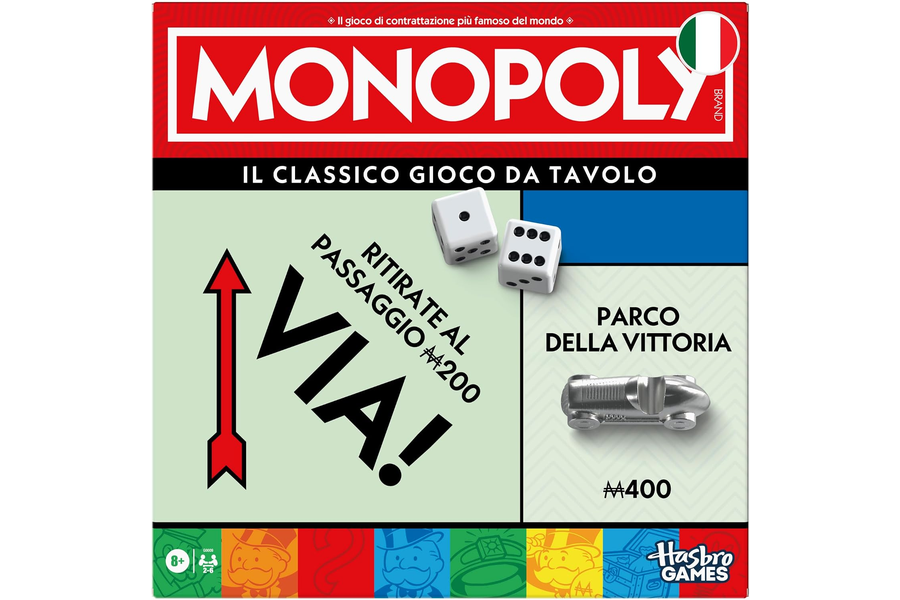 Il gioco di contrattazione più famoso del mondo
MONOPOLY
BRAND
IL CLASSICO GIOCO DA TAVOLO
RITIRATE AL
PASSAGGIO ₩200
VIA!
PARCO
DELLA VITTORIA
₩400
8+
2-6
Hasbro
GAMES